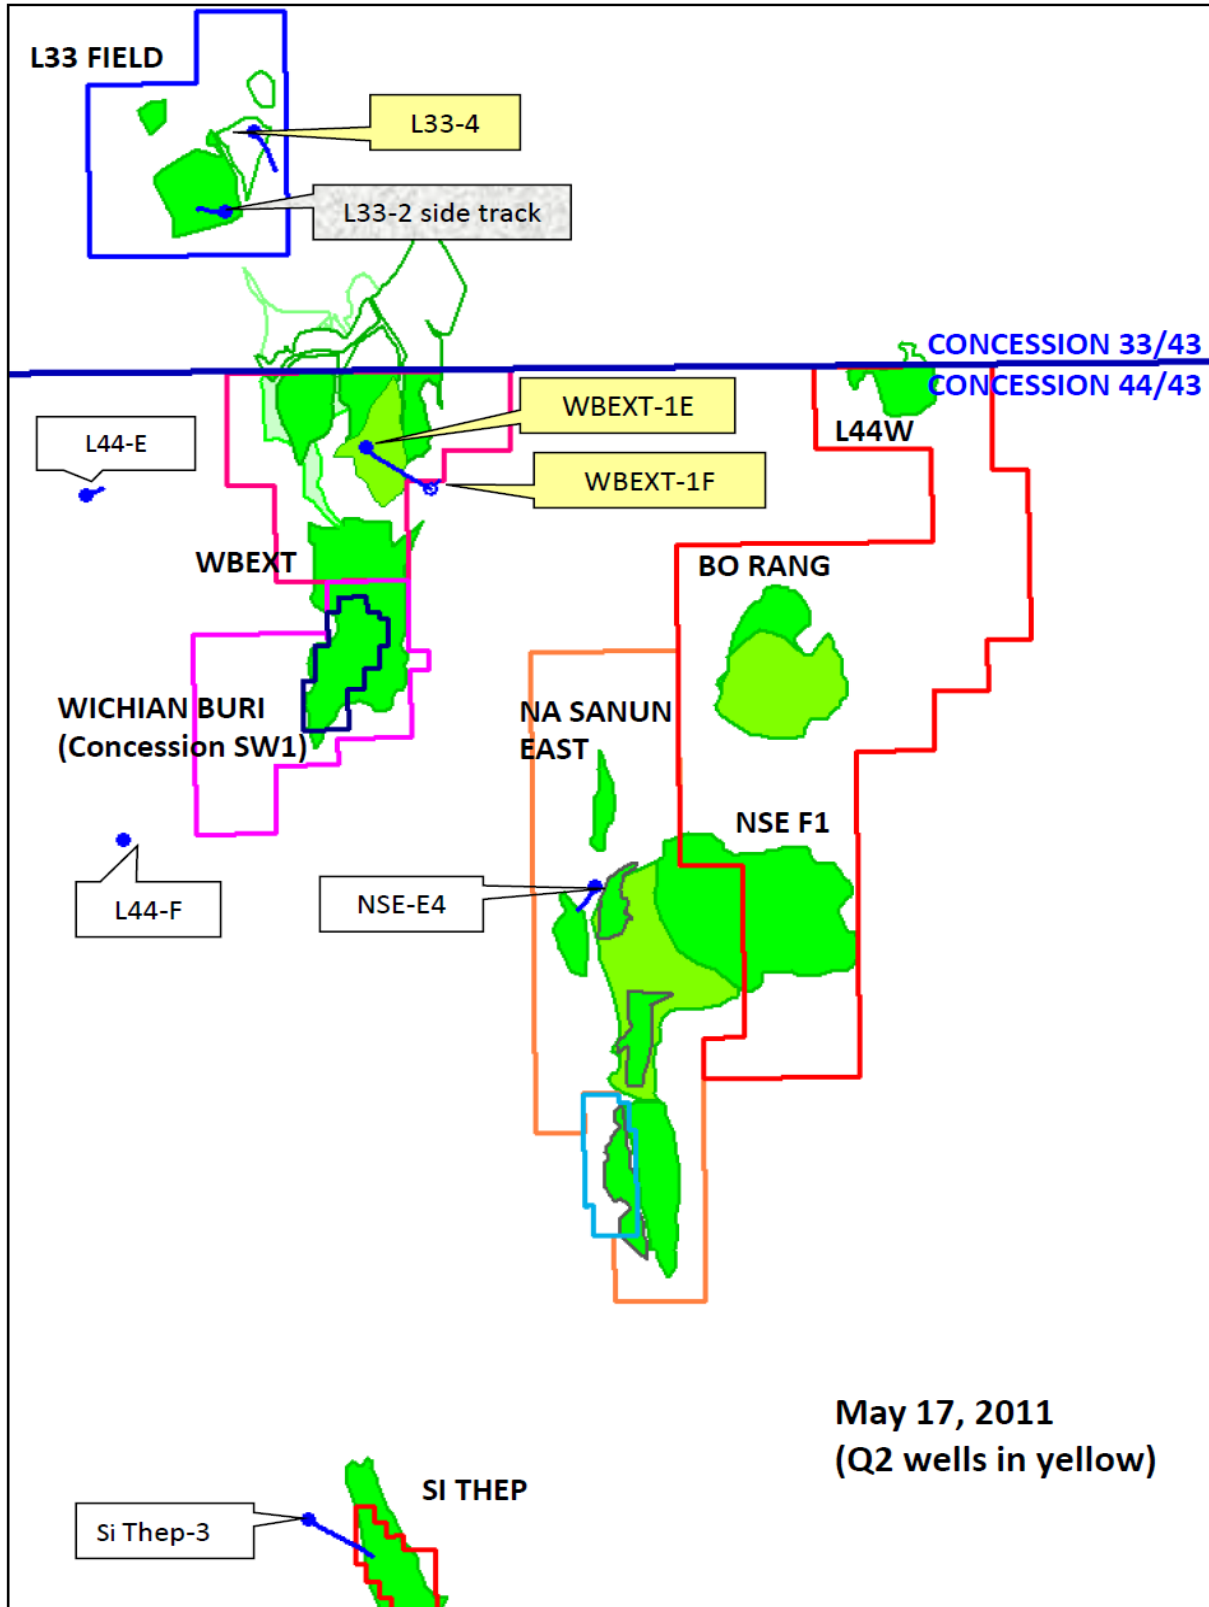 L33 FIELD
L33-4
L33-2 side track
CONCESSION 33/43
CONCESSION 44/43
WBEXT-1E
L44W
L44-E
WBEXT-1F
WBEXT
BO RANG
WICHIAN BURI
(Concession SW1)
NA SANUN
EAST
NSE F1
NSE-E4
L44-F
May 17, 2011
(Q2 wells in yellow)
SI THEP
Si Thep-3